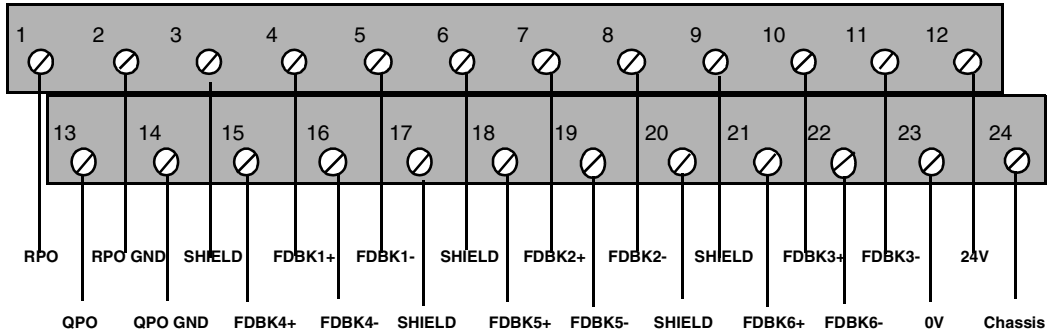 1 2 3 4 5 6 7 8 9 10 11 12
13 14 15 16 17 18 19 20 21 22 23 24
RPO RPO GND SHIELD FDBK1+ FDBK1- SHIELD FDBK2+ FDBK2- SHIELD FDBK3+ FDBK3- 24V
QPO QPO GND FDBK4+ FDBK4- SHIELD FDBK5+ FDBK5- SHIELD FDBK6+ FDBK6- 0V Chassis